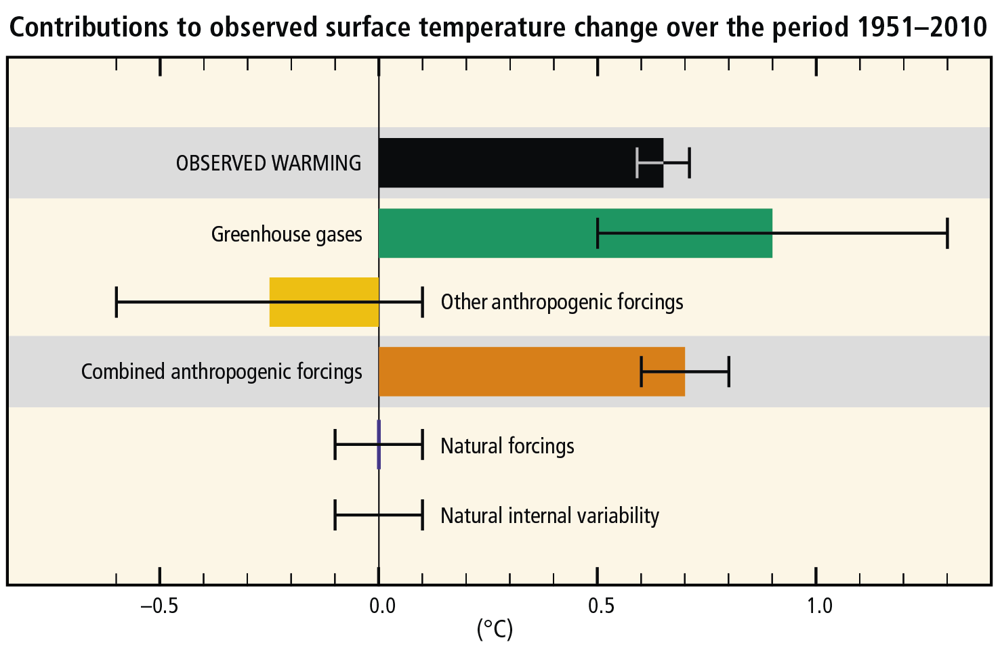 Contributions to observed surface temperature change over the period 1951–2010
OBSERVED WARMING
Greenhouse gases
Other anthropogenic forcings
Combined anthropogenic forcings
Natural forcings
Natural internal variability
–0.5 0.0 0.5 1.0
(°C)